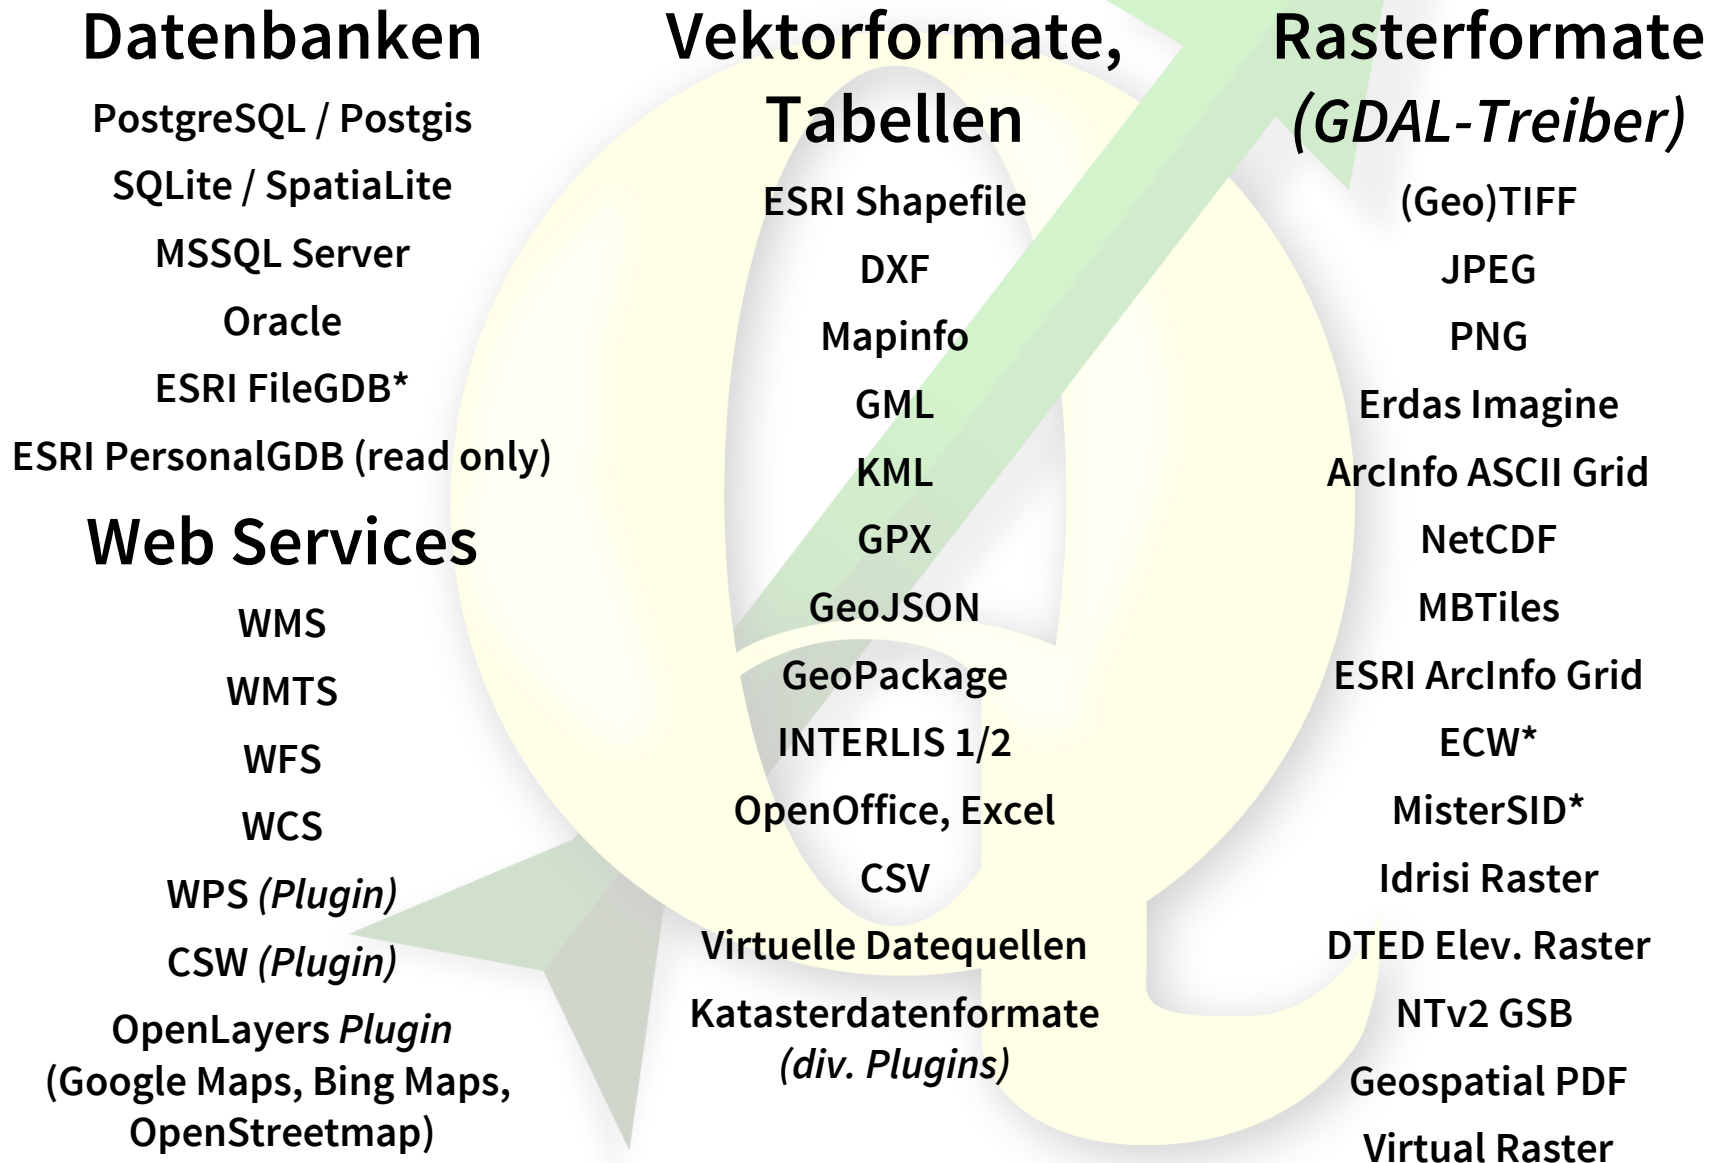 Datenbanken
PostgreSQL / Postgis
SQLite / SpatiaLite
MSSQL Server
Oracle
ESRI FileGDB*
ESRI PersonalGDB (read only)
Web Services
WMS
WMTS
WFS
WCS
WPS (Plugin)
CSW (Plugin)
OpenLayers Plugin
(Google Maps, Bing Maps,
OpenStreetmap)
Vektorformate,
Tabellen
ESRI Shapefile
DXF
Mapinfo
GML
KML
GPX
GeoJSON
GeoPackage
INTERLIS 1/2
OpenOffice, Excel
CSV
Virtuelle Datequellen
Katasterdatenformate
(div. Plugins)
Rasterformate
(GDAL-Treiber)
(Geo)TIFF
JPEG
PNG
Erdas Imagine
ArcInfo ASCII Grid
NetCDF
MBTiles
ESRI ArcInfo Grid
ECW*
MisterSID*
Idrisi Raster
DTED Elev. Raster
NTv2 GSB
Geospatial PDF
Virtual Raster